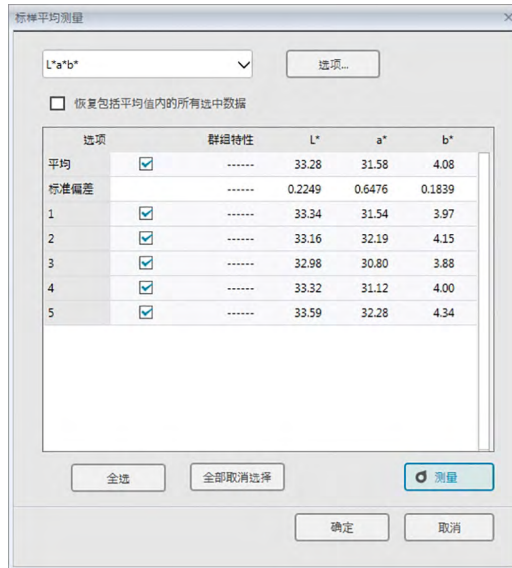 标样平均测量
L*a*b*
选项...
恢复包括平均值内的所有选中数据
选项 群组特性 L* a* b*
平均 ------ 33.28 31.58 4.08
标准偏差 ------ 0.2249 0.6476 0.1839
1 ------ 33.34 31.54 3.97
2 ------ 33.16 32.19 4.15
3 ------ 32.98 30.80 3.88
4 ------ 33.32 31.12 4.00
5 ------ 33.59 32.28 4.34
全选 全部取消选择 测量
确定 取消